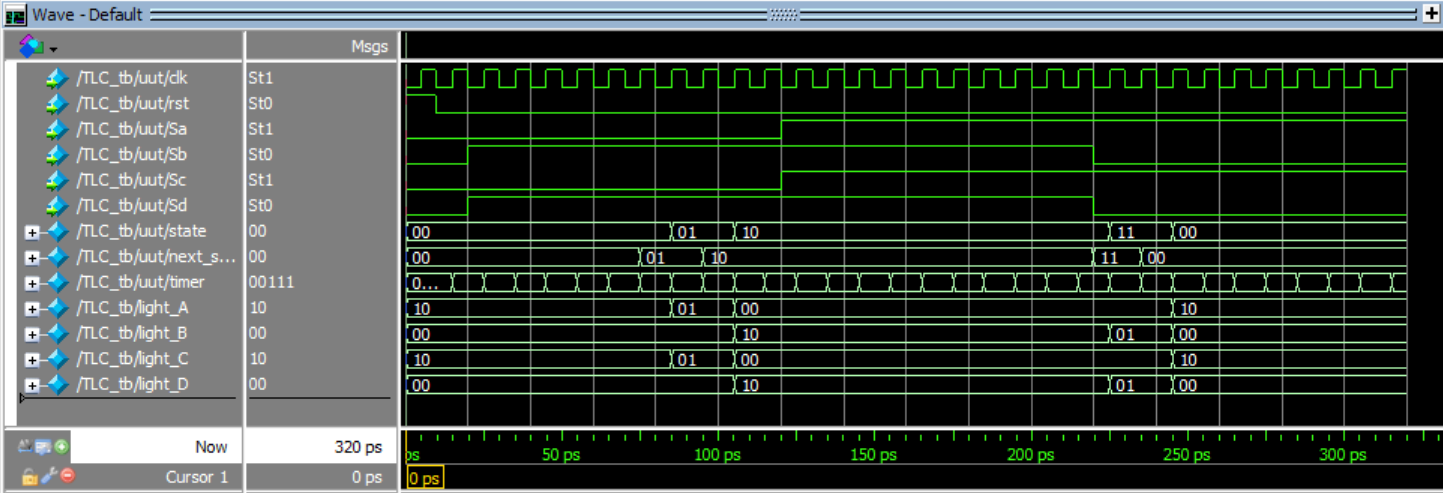 Wave - Default
Msgs
/TLC_tb/uut/clk St1
/TLC_tb/uut/rst St0
/TLC_tb/uut/Sa St1
/TLC_tb/uut/Sb St0
/TLC_tb/uut/Sc St1
/TLC_tb/uut/Sd St0
/TLC_tb/uut/state 00 00 01 10 11 00
/TLC_tb/uut/next_s... 00 00 01 10 11 00
/TLC_tb/uut/timer 00111 0...
/TLC_tb/light_A 10 10 01 00 10
/TLC_tb/light_B 00 00 10 01 00
/TLC_tb/light_C 10 10 01 00 10
/TLC_tb/light_D 00 00 10 01 00
Now 320 ps ps 50 ps 100 ps 150 ps 200 ps 250 ps 300 ps
Cursor 1 0 ps 0 ps